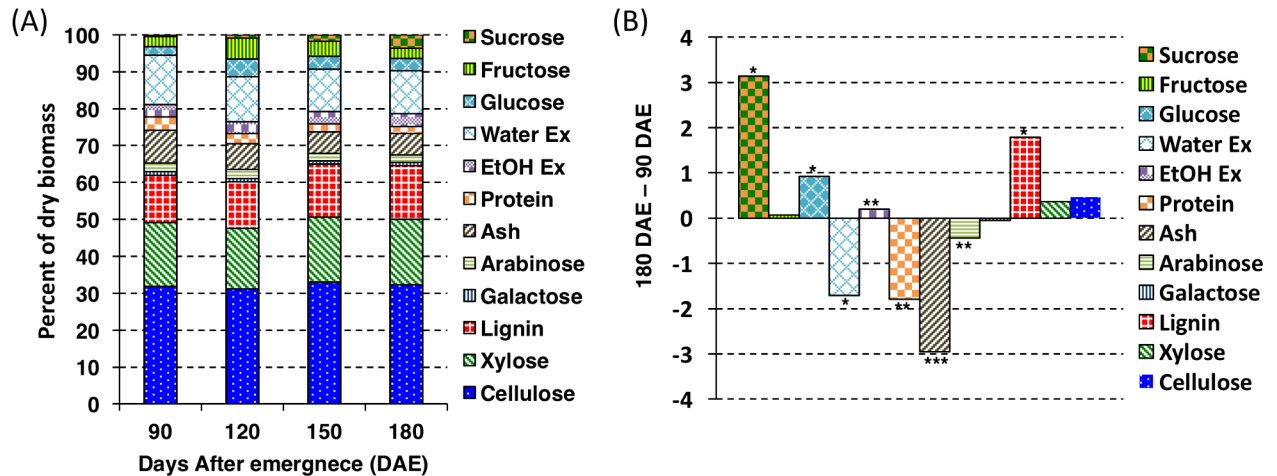 (A)
Percent of dry biomass
100
90
80
70
60
50
40
30
20
10
0
90 120 150 180
Days After emergnece (DAE)
Sucrose
Fructose
Glucose
Water Ex
EtOH Ex
Protein
Ash
Arabinose
Galactose
Lignin
Xylose
Cellulose
(B)
180 DAE – 90 DAE
4
3
2
1
0
-1
-2
-3
-4
*
*
*
**
**
***
**
*
Sucrose
Fructose
Glucose
Water Ex
EtOH Ex
Protein
Ash
Arabinose
Galactose
Lignin
Xylose
Cellulose